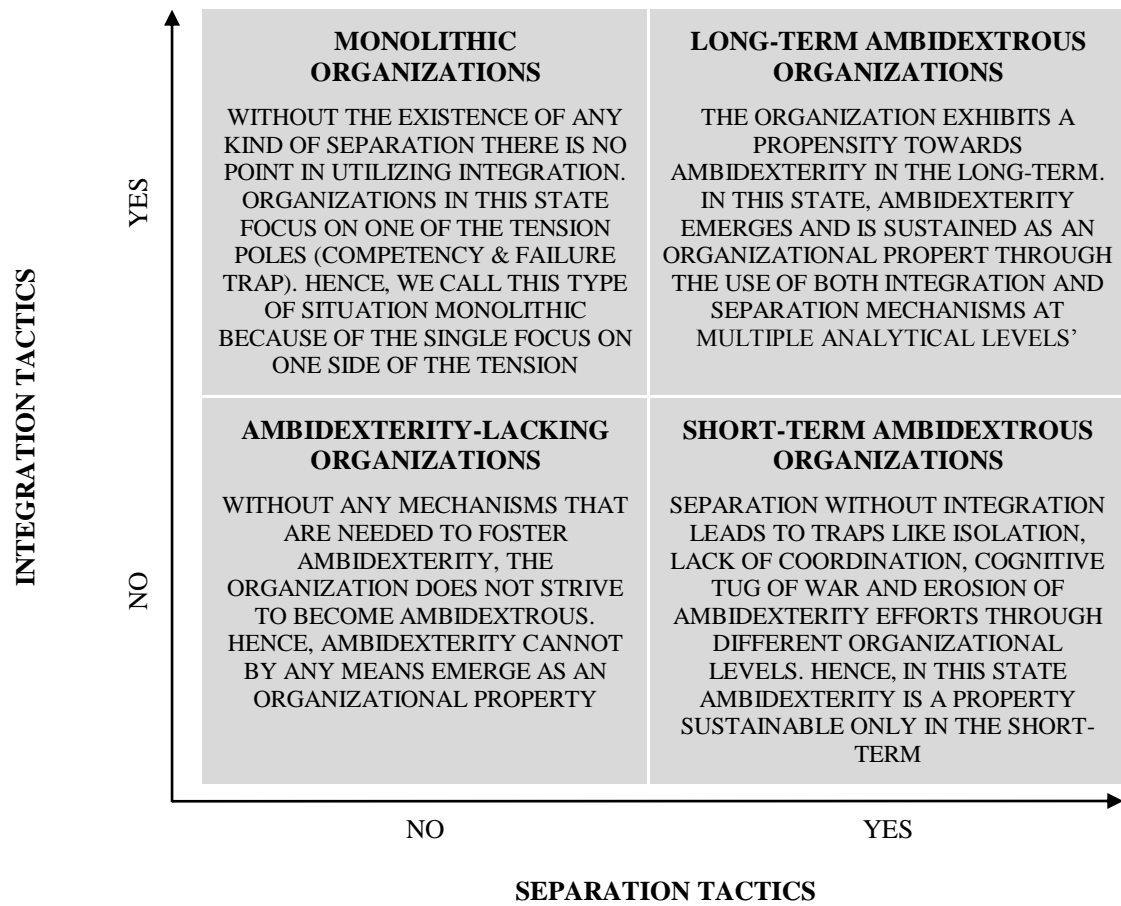 MONOLITHIC
ORGANIZATIONS
WITHOUT THE EXISTENCE OF ANY
KIND OF SEPARATION THERE IS NO
POINT IN UTILIZING INTEGRATION.
ORGANIZATIONS IN THIS STATE
FOCUS ON ONE OF THE TENSION
POLES (COMPETENCY & FAILURE
TRAP). HENCE, WE CALL THIS TYPE
OF SITUATION MONOLITHIC
BECAUSE OF THE SINGLE FOCUS ON
ONE SIDE OF THE TENSION
LONG-TERM AMBIDEXTROUS
ORGANIZATIONS
THE ORGANIZATION EXHIBITS A
PROPENSITY TOWARDS
AMBIDEXTERITY IN THE LONG-TERM.
IN THIS STATE, AMBIDEXTERITY
EMERGES AND IS SUSTAINED AS AN
ORGANIZATIONAL PROPERT THROUGH
THE USE OF BOTH INTEGRATION AND
SEPARATION MECHANISMS AT
MULTIPLE ANALYTICAL LEVELS’
AMBIDEXTERITY-LACKING
ORGANIZATIONS
WITHOUT ANY MECHANISMS THAT
ARE NEEDED TO FOSTER
AMBIDEXTERITY, THE
ORGANIZATION DOES NOT STRIVE
TO BECOME AMBIDEXTROUS.
HENCE, AMBIDEXTERITY CANNOT
BY ANY MEANS EMERGE AS AN
ORGANIZATIONAL PROPERTY
SHORT-TERM AMBIDEXTROUS
ORGANIZATIONS
SEPARATION WITHOUT INTEGRATION
LEADS TO TRAPS LIKE ISOLATION,
LACK OF COORDINATION, COGNITIVE
TUG OF WAR AND EROSION OF
AMBIDEXTERITY EFFORTS THROUGH
DIFFERENT ORGANIZATIONAL
LEVELS. HENCE, IN THIS STATE
AMBIDEXTERITY IS A PROPERTY
SUSTAINABLE ONLY IN THE SHORT-
TERM
INTEGRATION TACTICS
YES
NO
NO
YES
SEPARATION TACTICS